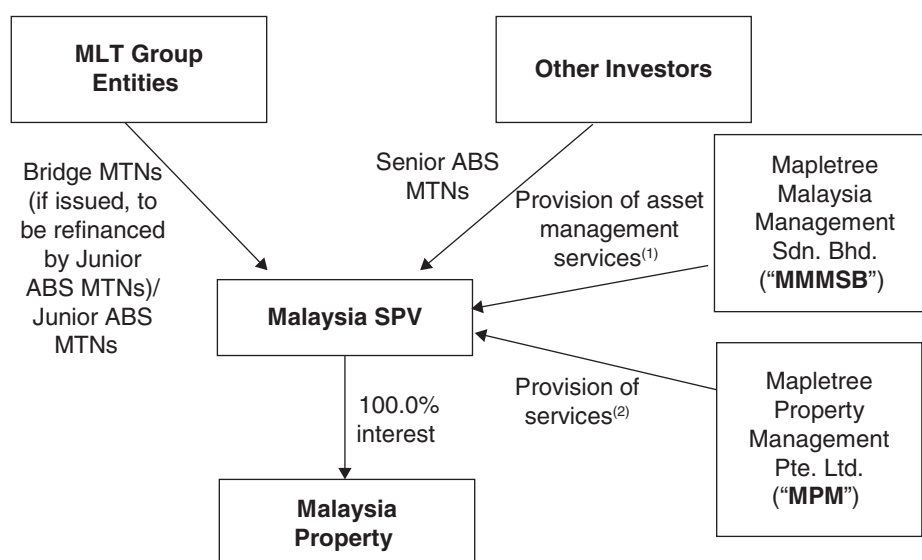 MLT Group
Entities
Other Investors
Bridge MTNs
(if issued, to
be refinanced
by Junior
ABS MTNs)/
Junior ABS
MTNs
Senior ABS
MTNs
Provision of asset
management
services(1)
Mapletree
Malaysia
Management
Sdn. Bhd.
(“MMMSB”)
Malaysia SPV
Provision of
services(2)
Mapletree
Property
Management
Pte. Ltd.
(“MPM”)
100.0%
interest
Malaysia
Property